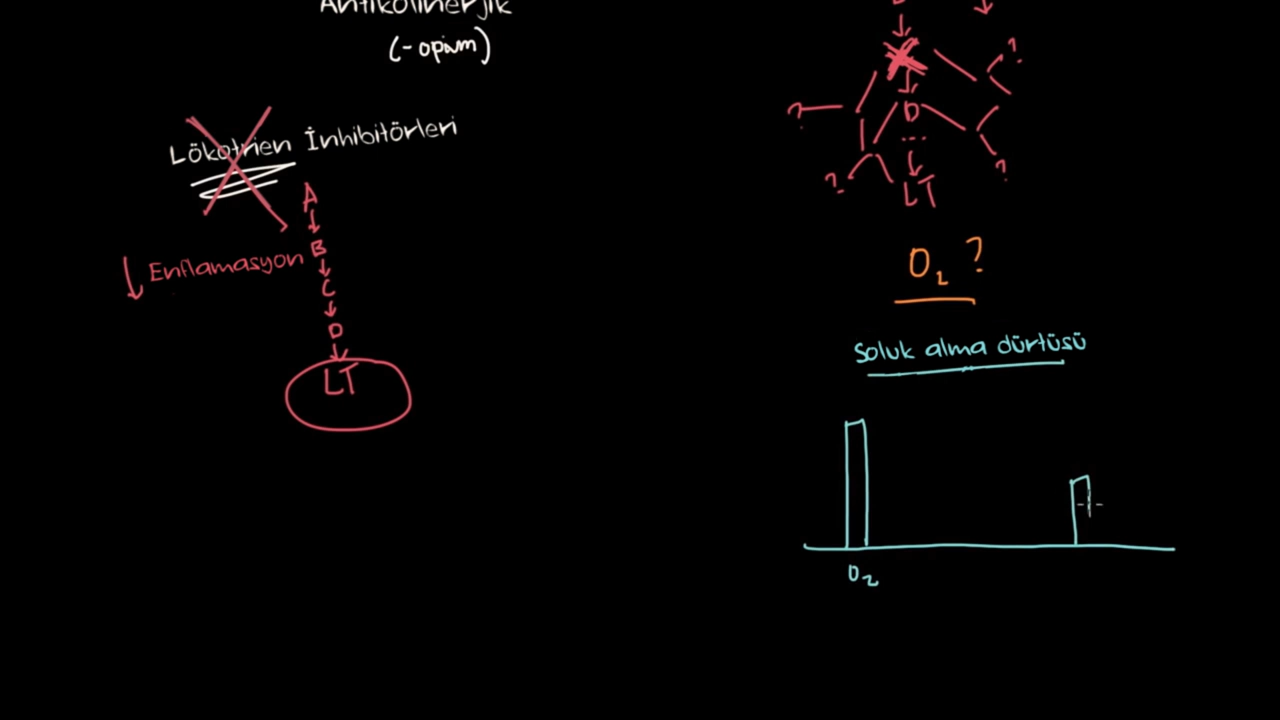 Antikolinerjik
(-opium)
Lökotrien İnhibitörleri
A
B
↓ Enflamasyon
C
D
LT
?
?
D
...
?
?
LT
O₂ ?
Soluk alma dürtüsü
O₂